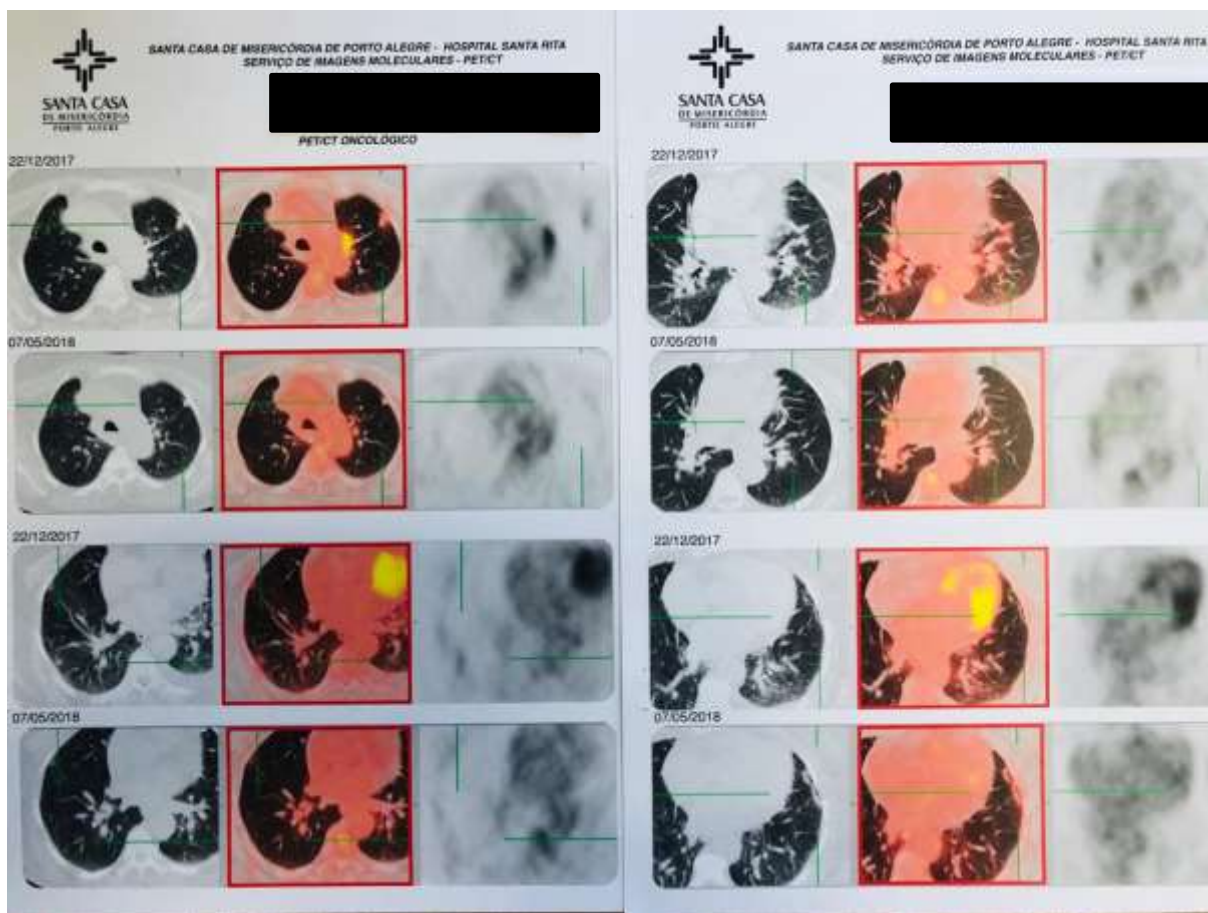 SANTA CASA DE MISERICÓRDIA DE PORTO ALEGRE - HOSPITAL SANTA RITA
SERVIÇO DE IMAGENS MOLECULARES - PET/CT
SANTA CASA
DE MISERICÓRDIA
PORTO ALEGRE
PET/CT ONCOLÓGICO
22/12/2017
07/05/2018
22/12/2017
07/05/2018
SANTA CASA DE MISERICÓRDIA DE PORTO ALEGRE - HOSPITAL SANTA RITA
SERVIÇO DE IMAGENS MOLECULARES - PET/CT
SANTA CASA
DE MISERICÓRDIA
PORTO ALEGRE
22/12/2017
07/05/2018
22/12/2017
07/05/2018